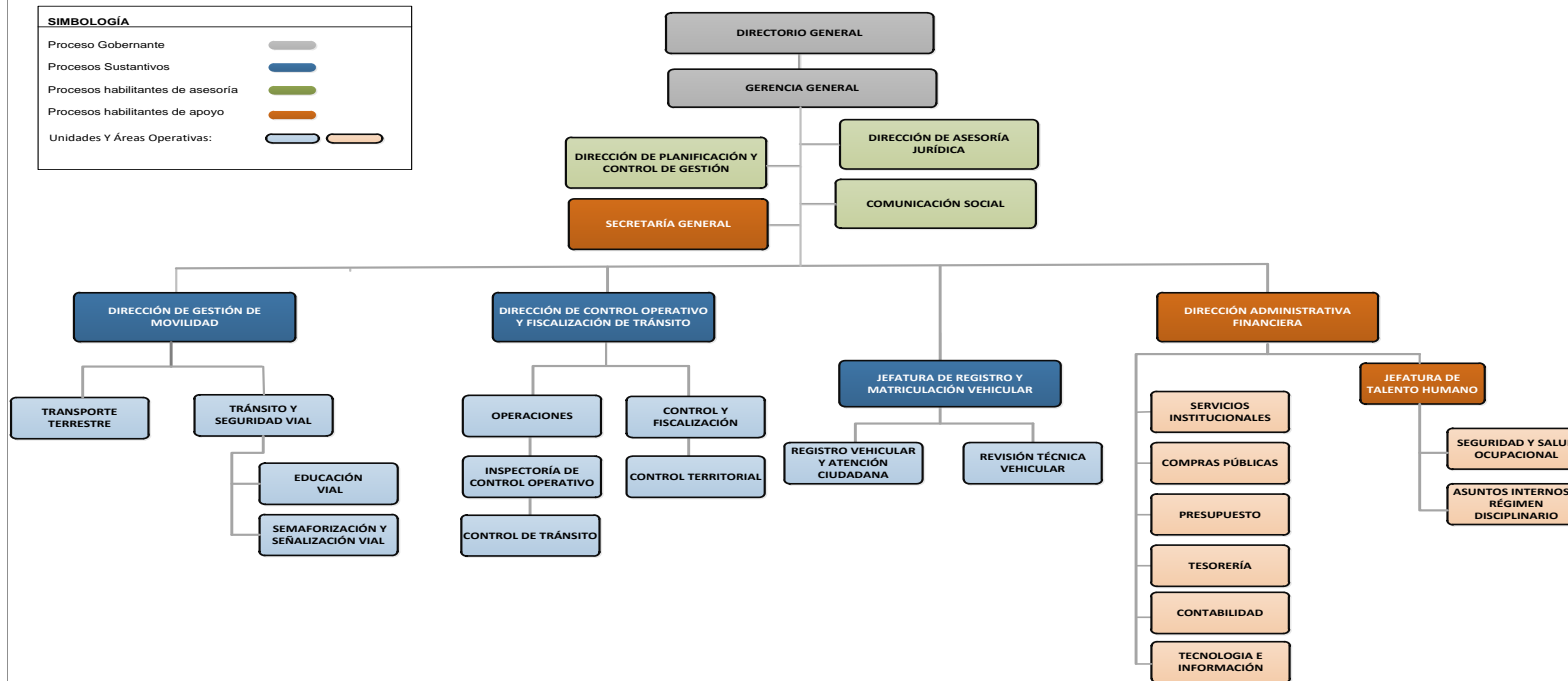 SIMBOLOGÍA
Proceso Gobernante
Procesos Sustantivos
Procesos habilitantes de asesoría
Procesos habilitantes de apoyo
Unidades Y Áreas Operativas:
DIRECTORIO GENERAL
GERENCIA GENERAL
DIRECCIÓN DE PLANIFICACIÓN Y
CONTROL DE GESTIÓN
DIRECCIÓN DE ASESORÍA
JURÍDICA
SECRETARÍA GENERAL
COMUNICACIÓN SOCIAL
DIRECCIÓN DE GESTIÓN DE
MOVILIDAD
TRANSPORTE
TERRESTRE
TRÁNSITO Y
SEGURIDAD VIAL
EDUCACIÓN
VIAL
SEMAFORIZACIÓN Y
SEÑALIZACIÓN VIAL
DIRECCIÓN DE CONTROL OPERATIVO
Y FISCALIZACIÓN DE TRÁNSITO
OPERACIONES
INSPECTORÍA DE
CONTROL OPERATIVO
CONTROL DE TRÁNSITO
CONTROL Y
FISCALIZACIÓN
CONTROL TERRITORIAL
JEFATURA DE REGISTRO Y
MATRICULACIÓN VEHICULAR
REGISTRO VEHICULAR
Y ATENCIÓN
CIUDADANA
REVISIÓN TÉCNICA
VEHICULAR
DIRECCIÓN ADMINISTRATIVA
FINANCIERA
SERVICIOS
INSTITUCIONALES
COMPRAS PÚBLICAS
PRESUPUESTO
TESORERÍA
CONTABILIDAD
TECNOLOGIA E
INFORMACIÓN
JEFATURA DE
TALENTO HUMANO
SEGURIDAD Y SALU
OCUPACIONAL
ASUNTOS INTERNOS
RÉGIMEN
DISCIPLINARIO